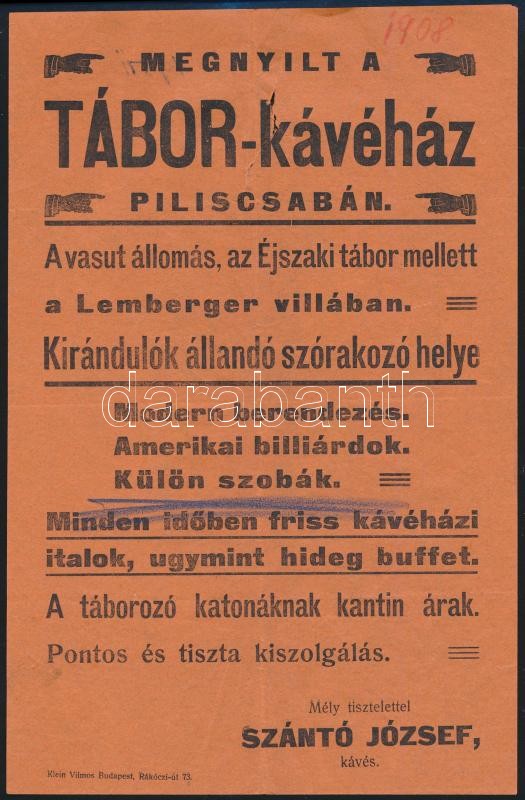 1908
MEGNYILT A
TÁBOR-kávéház
PILISCSABÁN.
A vasut állomás, az Éjszaki tábor mellett
a Lemberger villában.
Kirándulók állandó szórakozó helye
darabanth
Modern berendezés.
Amerikai billiárdok.
Külön szobák.
Minden időben friss kávéházi
italok, ugymint hideg buffet.
A táborozó katonáknak kantin árak.
Pontos és tiszta kiszolgálás.
Mély tisztelettel
SZÁNTÓ JÓZSEF,
kávés.
Klein Vilmos Budapest, Rákóczi-út 73.